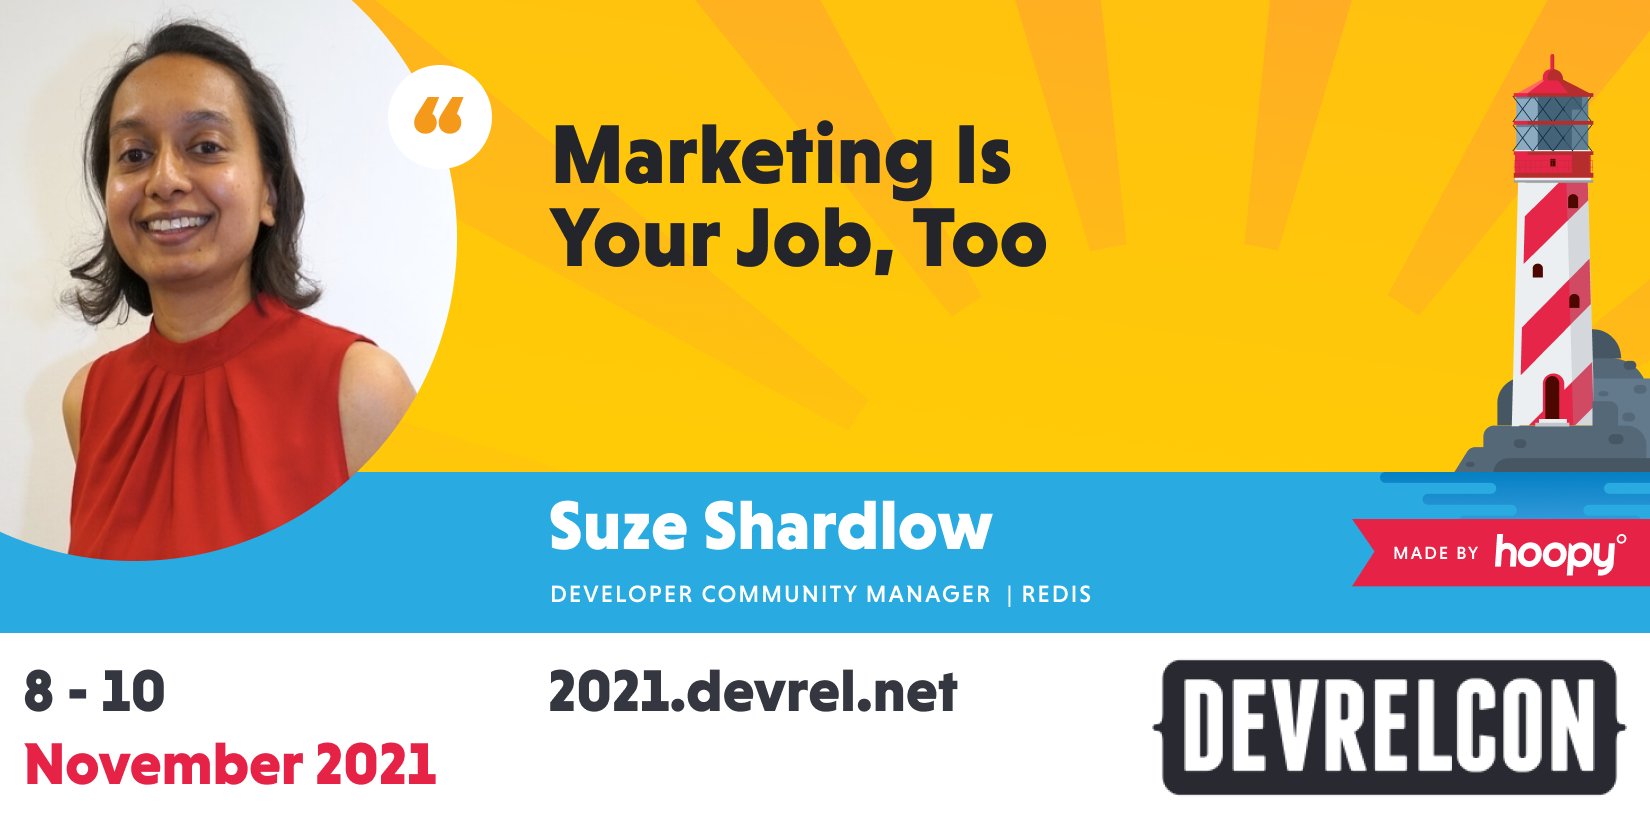 “
Marketing Is
Your Job, Too
Suze Shardlow
DEVELOPER COMMUNITY MANAGER | REDIS
MADE BY hoopy°
8 - 10
November 2021
2021.devrel.net
{DEVRELCON}